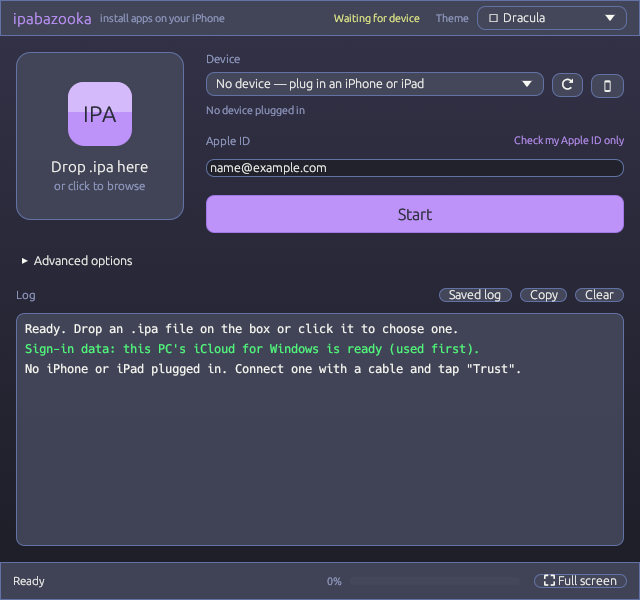 ipabazooka install apps on your iPhone Waiting for device Theme Dracula
Device
No device — plug in an iPhone or iPad
No device plugged in
IPA
Drop .ipa here
or click to browse
Apple ID Check my Apple ID only
name@example.com
Start
Advanced options
Log Saved log Copy Clear
Ready. Drop an .ipa file on the box or click it to choose one.
Sign-in data: this PC's iCloud for Windows is ready (used first).
No iPhone or iPad plugged in. Connect one with a cable and tap "Trust".
Ready 0% Full screen